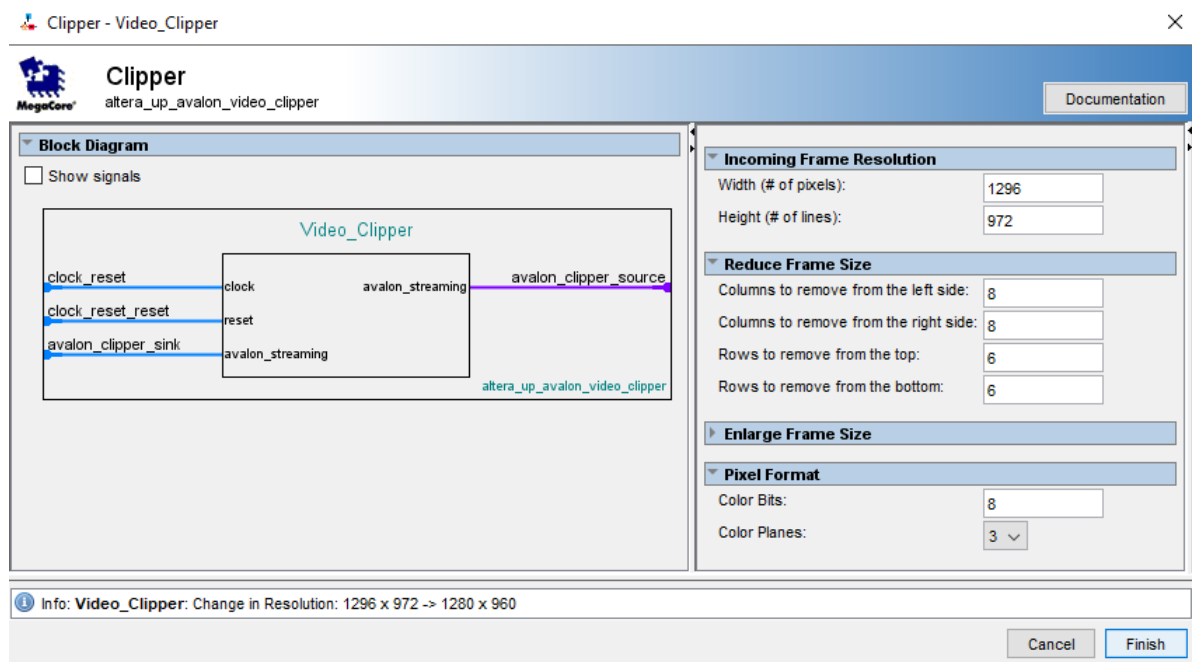 Clipper - Video_Clipper
MegaCore®
Clipper
altera_up_avalon_video_clipper
Documentation
Block Diagram
Show signals
Video_Clipper
clock_reset
clock_reset_reset
avalon_clipper_sink
clock
reset
avalon_streaming
avalon_streaming
avalon_clipper_source
altera_up_avalon_video_clipper
Incoming Frame Resolution
Width (# of pixels): 1296
Height (# of lines): 972
Reduce Frame Size
Columns to remove from the left side: 8
Columns to remove from the right side: 8
Rows to remove from the top: 6
Rows to remove from the bottom: 6
Enlarge Frame Size
Pixel Format
Color Bits: 8
Color Planes: 3
Info: Video_Clipper: Change in Resolution: 1296 x 972 -> 1280 x 960
Cancel Finish